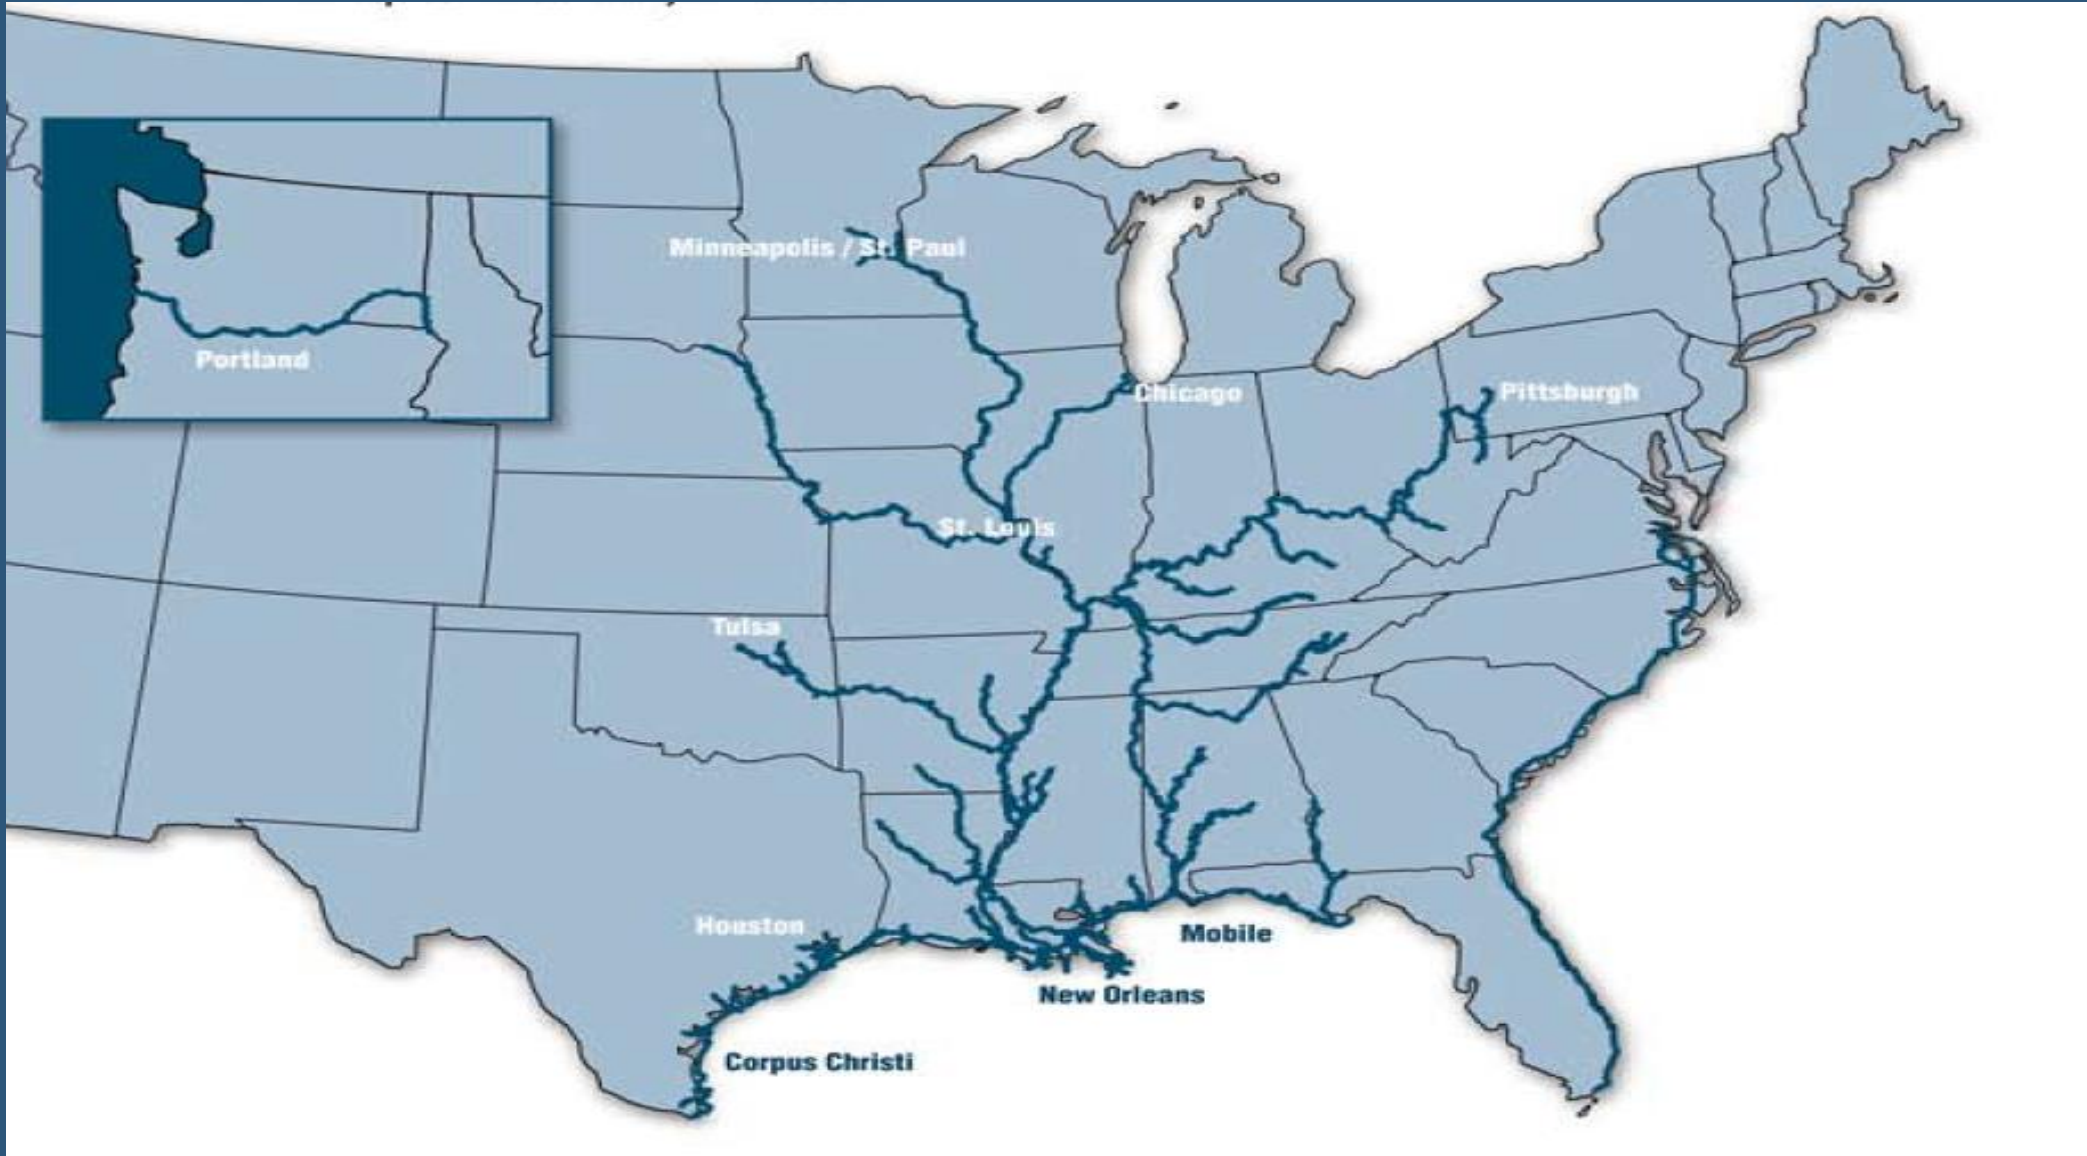 Minneapolis / St. Paul
Portland
Chicago
Pittsburgh
St. Louis
Tulsa
Houston
Mobile
New Orleans
Corpus Christi